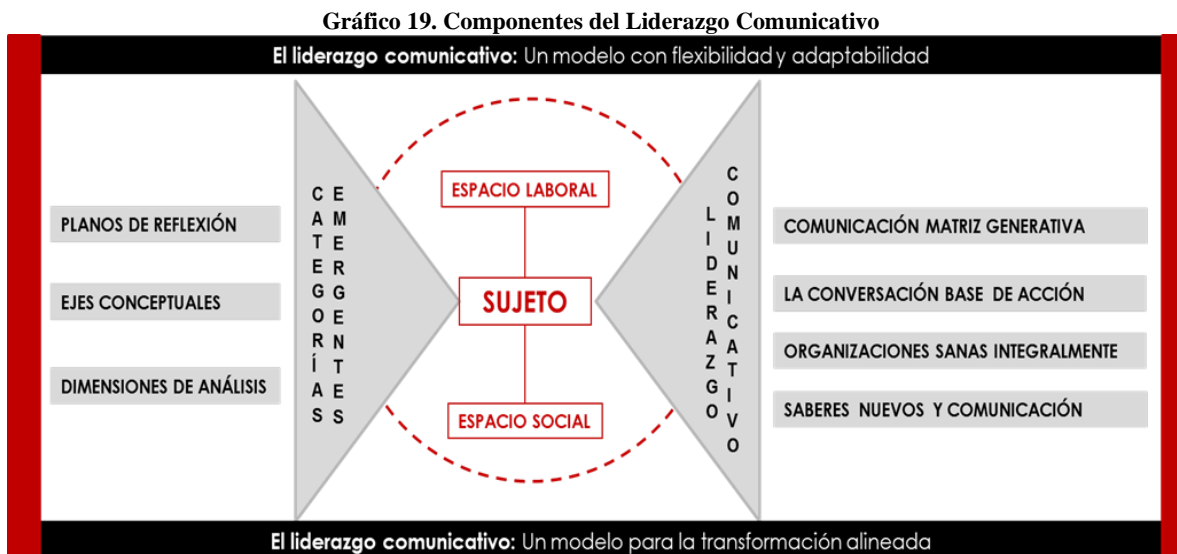 Gráfico 19. Componentes del Liderazgo Comunicativo
El liderazgo comunicativo: Un modelo con flexibilidad y adaptabilidad
PLANOS DE REFLEXIÓN
EJES CONCEPTUALES
DIMENSIONES DE ANÁLISIS
CATEGORÍAS
EMERGENTES
ESPACIO LABORAL
SUJETO
ESPACIO SOCIAL
LIDERAZGO
COMUNICATIVO
COMUNICACIÓN MATRIZ GENERATIVA
LA CONVERSACIÓN BASE DE ACCIÓN
ORGANIZACIONES SANAS INTEGRALMENTE
SABERES NUEVOS Y COMUNICACIÓN
El liderazgo comunicativo: Un modelo para la transformación alineada